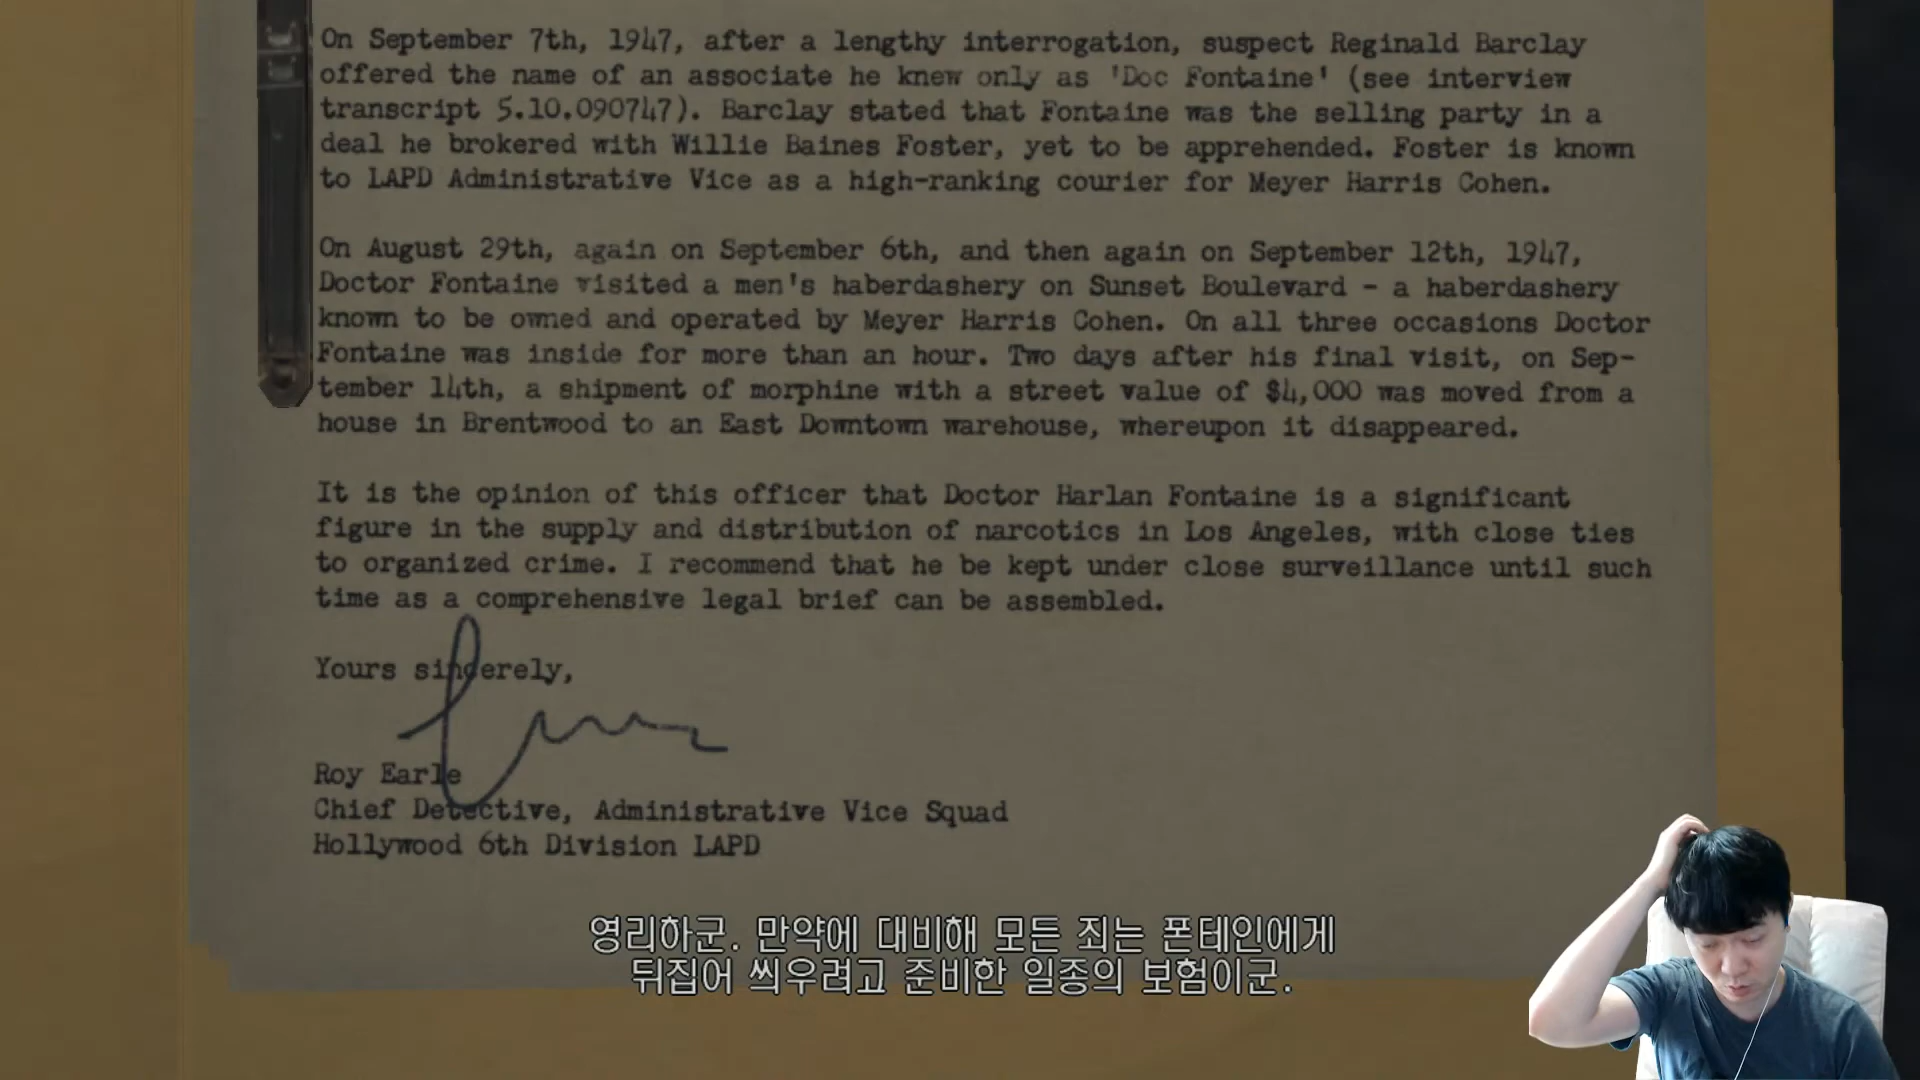 On September 7th, 1947, after a lengthy interrogation, suspect Reginald Barclay
offered the name of an associate he knew only as 'Doc Fontaine' (see interview
transcript 5.10.090747). Barclay stated that Fontaine was the selling party in a
deal he brokered with Willie Baines Foster, yet to be apprehended. Foster is known
to LAPD Administrative Vice as a high-ranking courier for Meyer Harris Cohen.
On August 29th, again on September 6th, and then again on September 12th, 1947,
Doctor Fontaine visited a men's haberdashery on Sunset Boulevard - a haberdashery
known to be owned and operated by Meyer Harris Cohen. On all three occasions Doctor
Fontaine was inside for more than an hour. Two days after his final visit, on Sep-
tember 14th, a shipment of morphine with a street value of $4,000 was moved from a
house in Brentwood to an East Downtown warehouse, whereupon it disappeared.
It is the opinion of this officer that Doctor Harlan Fontaine is a significant
figure in the supply and distribution of narcotics in Los Angeles, with close ties
to organized crime. I recommend that he be kept under close surveillance until such
time as a comprehensive legal brief can be assembled.
Yours sincerely,
Roy Earle
Chief Detective, Administrative Vice Squad
Hollywood 6th Division LAPD
영리하군. 만약에 대비해 모든 죄는 폰테인에게
뒤집어 씌우려고 준비한 일종의 보험이군.